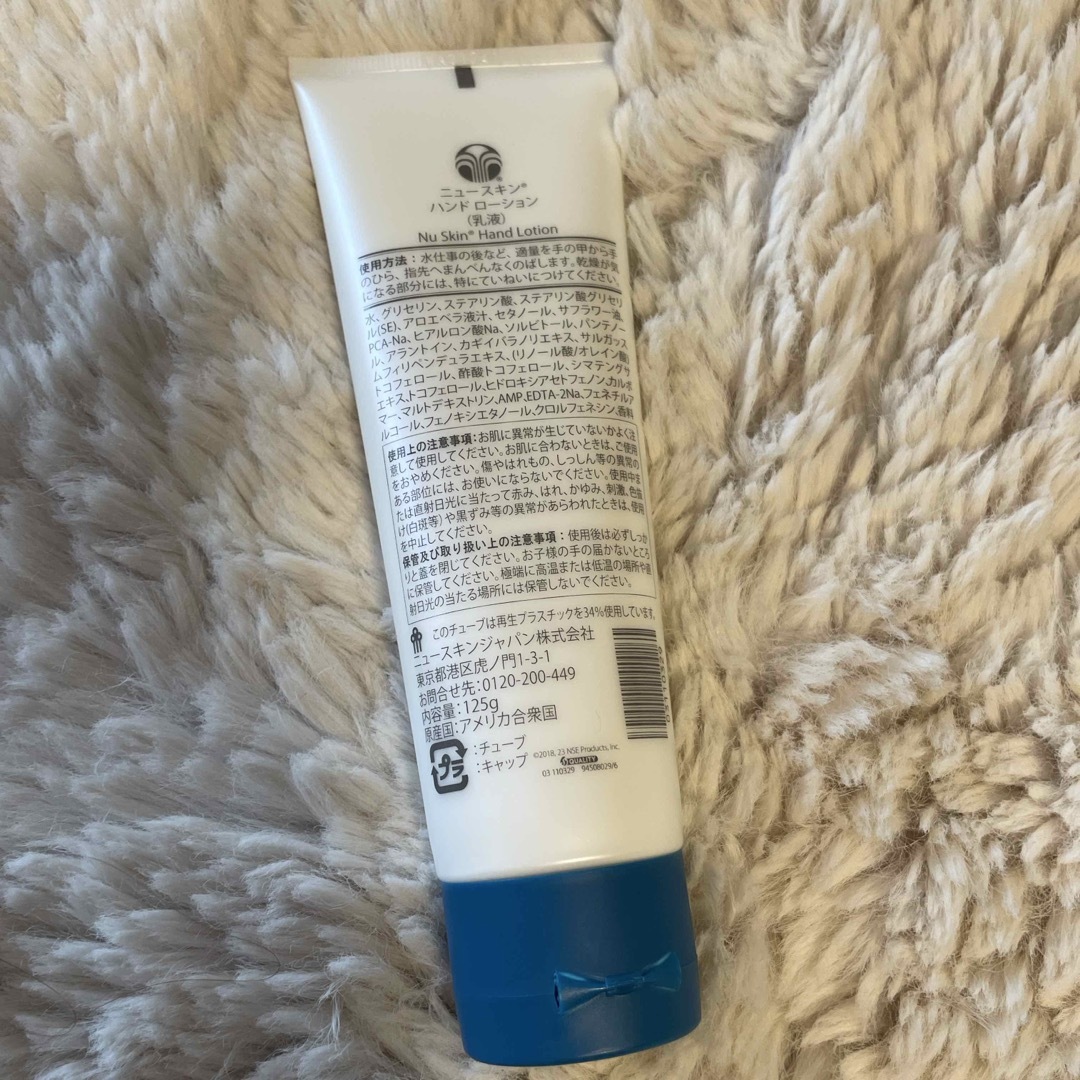 ニュー スキン®
ハンド ローション
（乳液）
Nu Skin® Hand Lotion
使用方法：水仕事の後など、適量を手の甲から手
のひら、指先へまんべんなくのばします。乾燥が気
になる部分には、特にていねいにつけてください。
水、グリセリン、ステアリン酸、ステアリン酸グリセリ
ル(SE)、アロエベラ液汁、セタノール、サフラワー油、
PCA-Na、ヒアルロン酸Na、ソルビトール、パンテノー
ル、アラントイン、カギイバラノリエキス、サルガッス
ムフィリペンデュラエキス、(リノール酸/オレイン酸)
トコフェロール、酢酸トコフェロール、シマテングサ
エキス、トコフェロール、ヒドロキシアセトフェノン、カルボ
マー、マルトデキストリン、AMP、EDTA-2Na、フェネチルア
ルコール、フェノキシエタノール、クロルフェネシン、香料
使用上の注意事項：お肌に異常が生じていないかよく注
意して使用してください。お肌に合わないときは、ご使用
をおやめください。傷やはれもの、しっしん等の異常の
ある部位には、お使いにならないでください。使用中ま
たは直射日光に当たって赤み、はれ、かゆみ、刺激、色抜
け(白斑等)や黒ずみ等の異常があらわれたときは、使用
を中止してください。
保管及び取り扱い上の注意事項：使用後は必ずしっか
りと蓋を閉じてください。お子様の手の届かないところ
に保管してください。極端に高温または低温の場所や直
射日光の当たる場所には保管しないでください。
このチューブは再生プラスチックを34%使用しています。
ニュースキンジャパン株式会社
東京都港区虎ノ門1-3-1
お問合せ先：0120-200-449
内容量：125g
原産国：アメリカ合衆国
プラ
：チューブ
：キャップ
©2018, 23 NSE Products, Inc.
QUALITY
03 110329 94508029/6